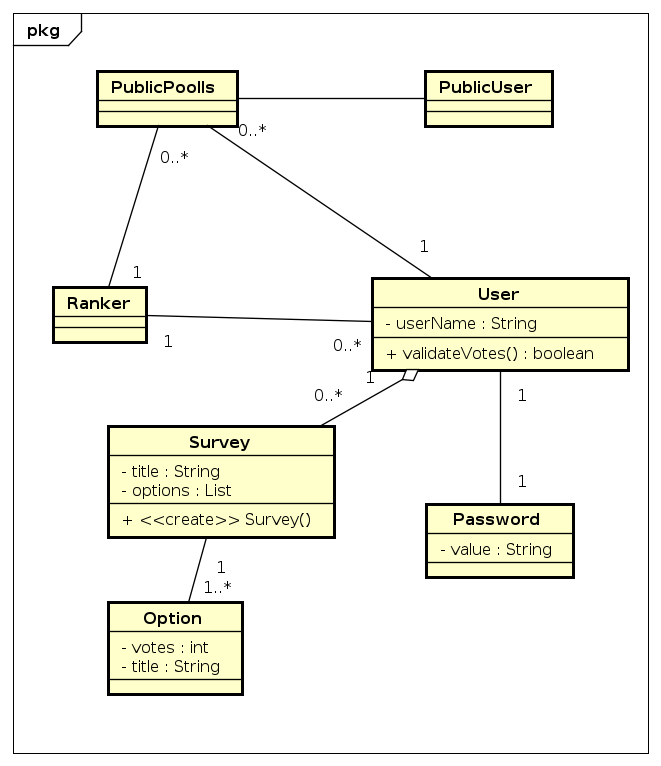 pkg
PublicPoolls
PublicUser
0..*
0..*
1
1
Ranker
User
- userName : String
+ validateVotes() : boolean
1
0..*
1
0..*
1
Survey
- title : String
- options : List
+ <<create>> Survey()
1
Password
- value : String
1
1..*
Option
- votes : int
- title : String